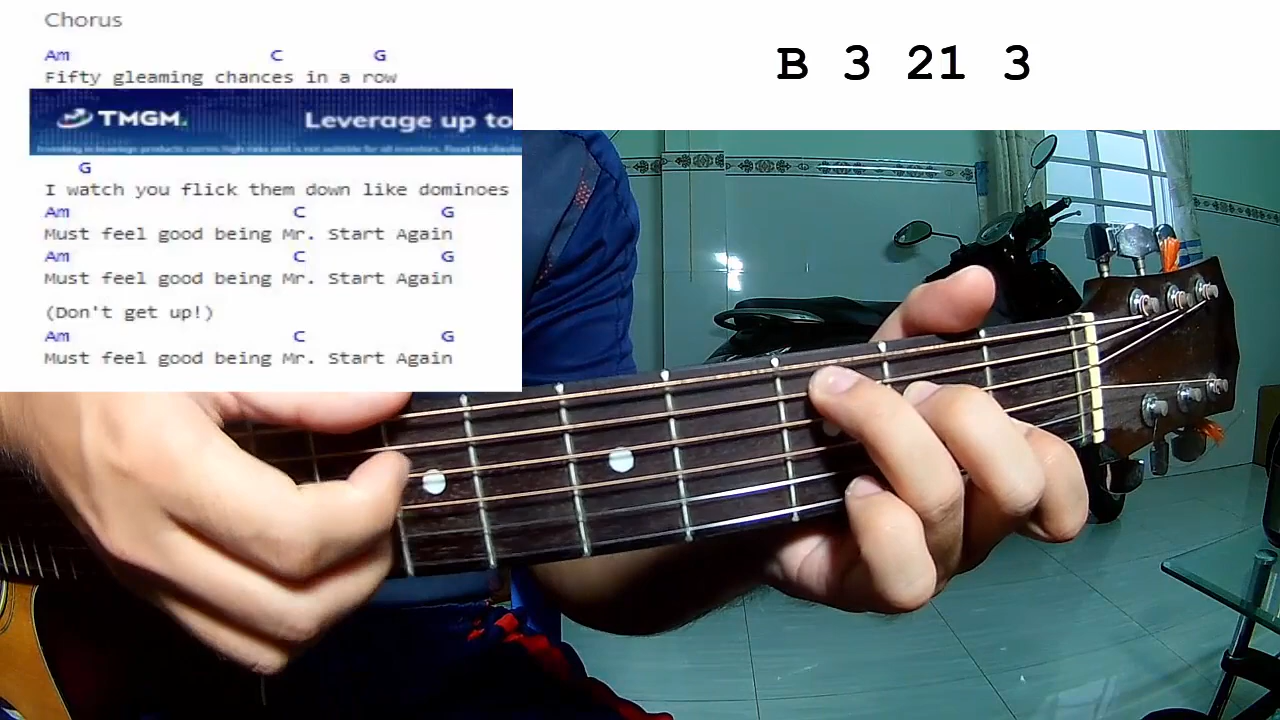 Chorus
Am C G
Fifty gleaming chances in a row
TMGM. Leverage up to
G
I watch you flick them down like dominoes
Am C G
Must feel good being Mr. Start Again
Am C G
Must feel good being Mr. Start Again
(Don't get up!)
Am C G
Must feel good being Mr. Start Again
B 3 21 3